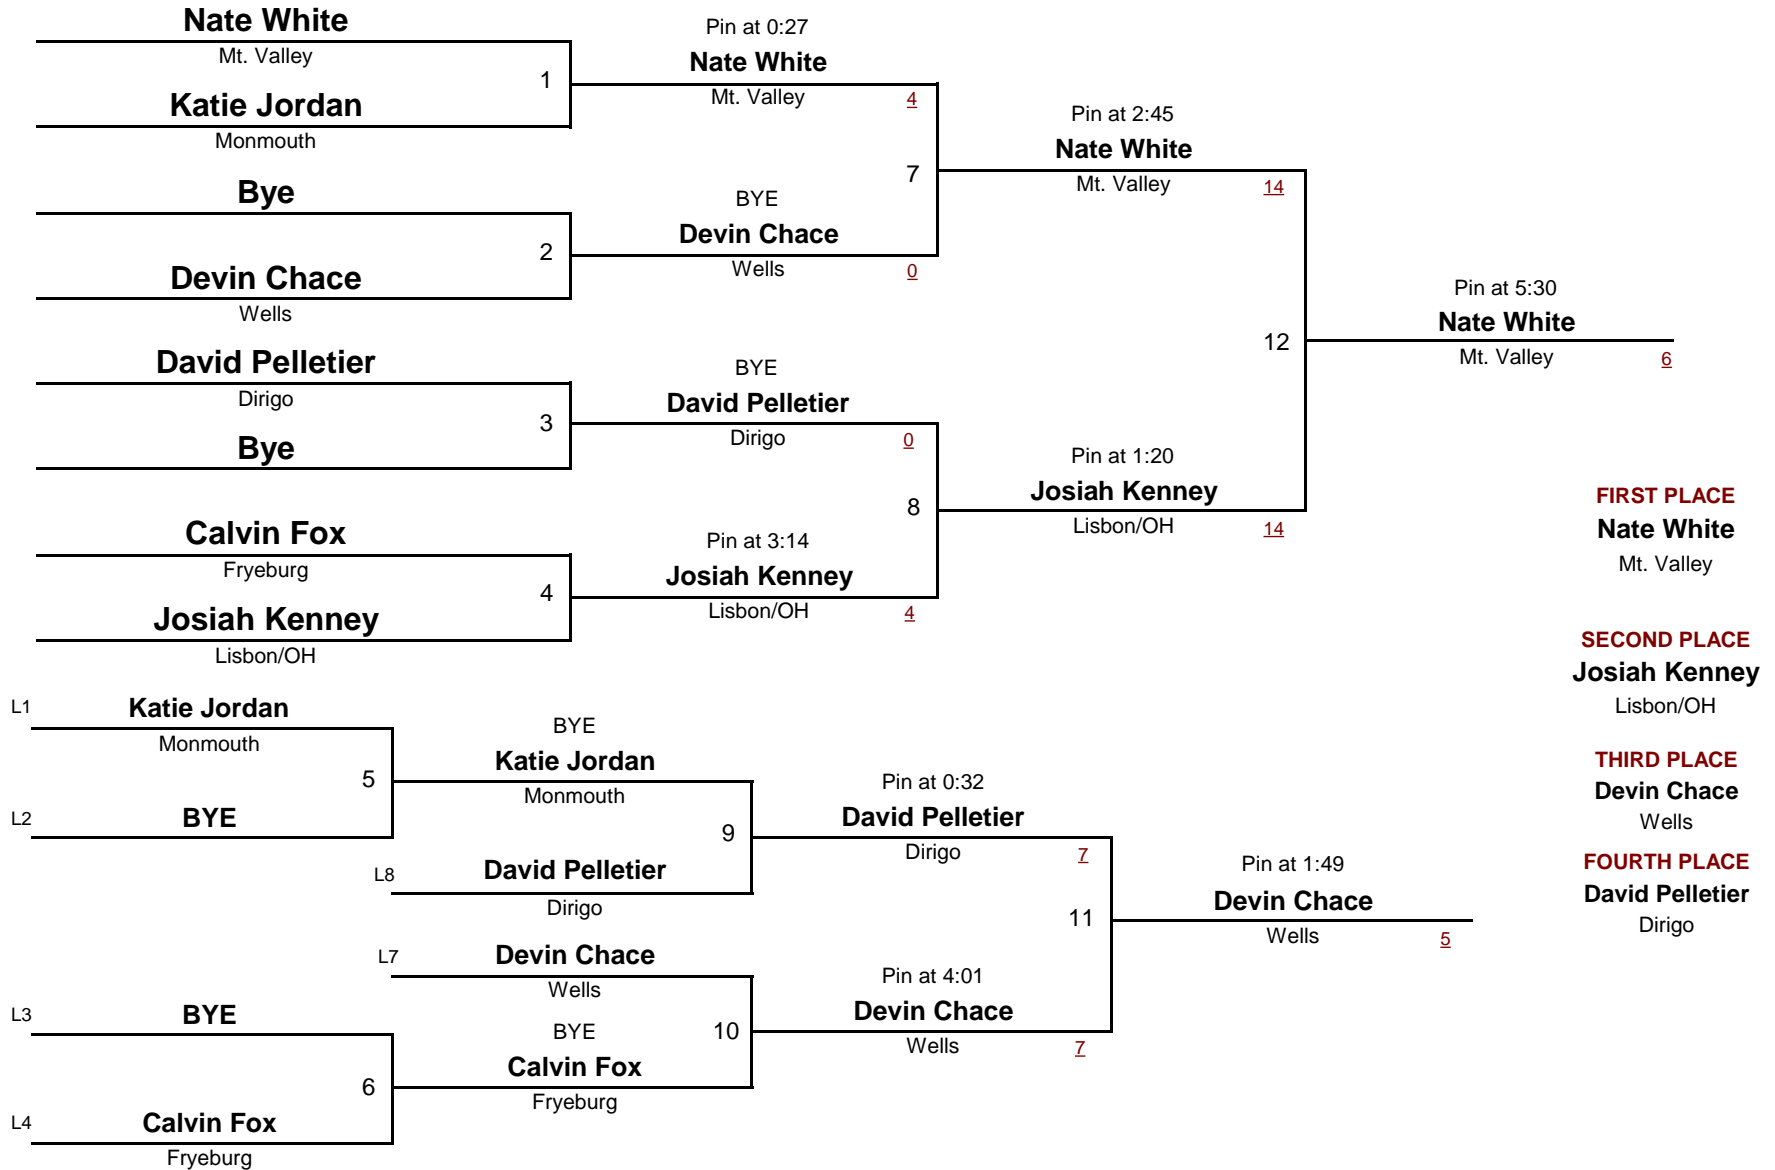 Nate White
Mt. Valley
1
Katie Jordan
Monmouth
Bye
2
Devin Chace
Wells
David Pelletier
Dirigo
3
Bye
Calvin Fox
Fryeburg
4
Josiah Kenney
Lisbon/OH
Pin at 0:27
Nate White
Mt. Valley
4
7
BYE
Devin Chace
Wells
0
BYE
David Pelletier
Dirigo
0
8
Pin at 3:14
Josiah Kenney
Lisbon/OH
4
Pin at 2:45
Nate White
Mt. Valley
14
12
Pin at 1:20
Josiah Kenney
Lisbon/OH
14
Pin at 5:30
Nate White
Mt. Valley
6
FIRST PLACE
Nate White
Mt. Valley
SECOND PLACE
Josiah Kenney
Lisbon/OH
THIRD PLACE
Devin Chace
Wells
FOURTH PLACE
David Pelletier
Dirigo
L1
Katie Jordan
Monmouth
5
L2
BYE
L3
BYE
6
L4
Calvin Fox
Fryeburg
BYE
Katie Jordan
Monmouth
9
L8
David Pelletier
Dirigo
L7
Devin Chace
Wells
10
BYE
Calvin Fox
Fryeburg
Pin at 0:32
David Pelletier
Dirigo
7
11
Pin at 4:01
Devin Chace
Wells
7
Pin at 1:49
Devin Chace
Wells
5